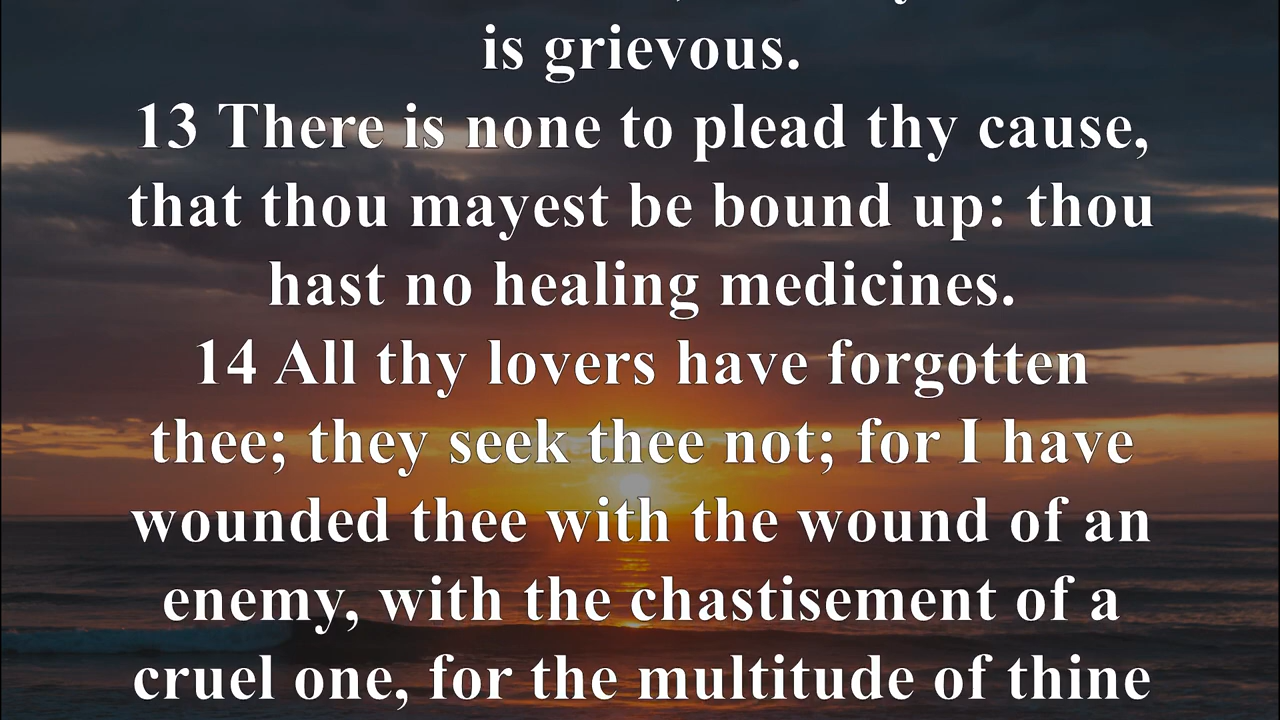 is grievous.
13 There is none to plead thy cause,
that thou mayest be bound up: thou
hast no healing medicines.
14 All thy lovers have forgotten
thee; they seek thee not; for I have
wounded thee with the wound of an
enemy, with the chastisement of a
cruel one, for the multitude of thine